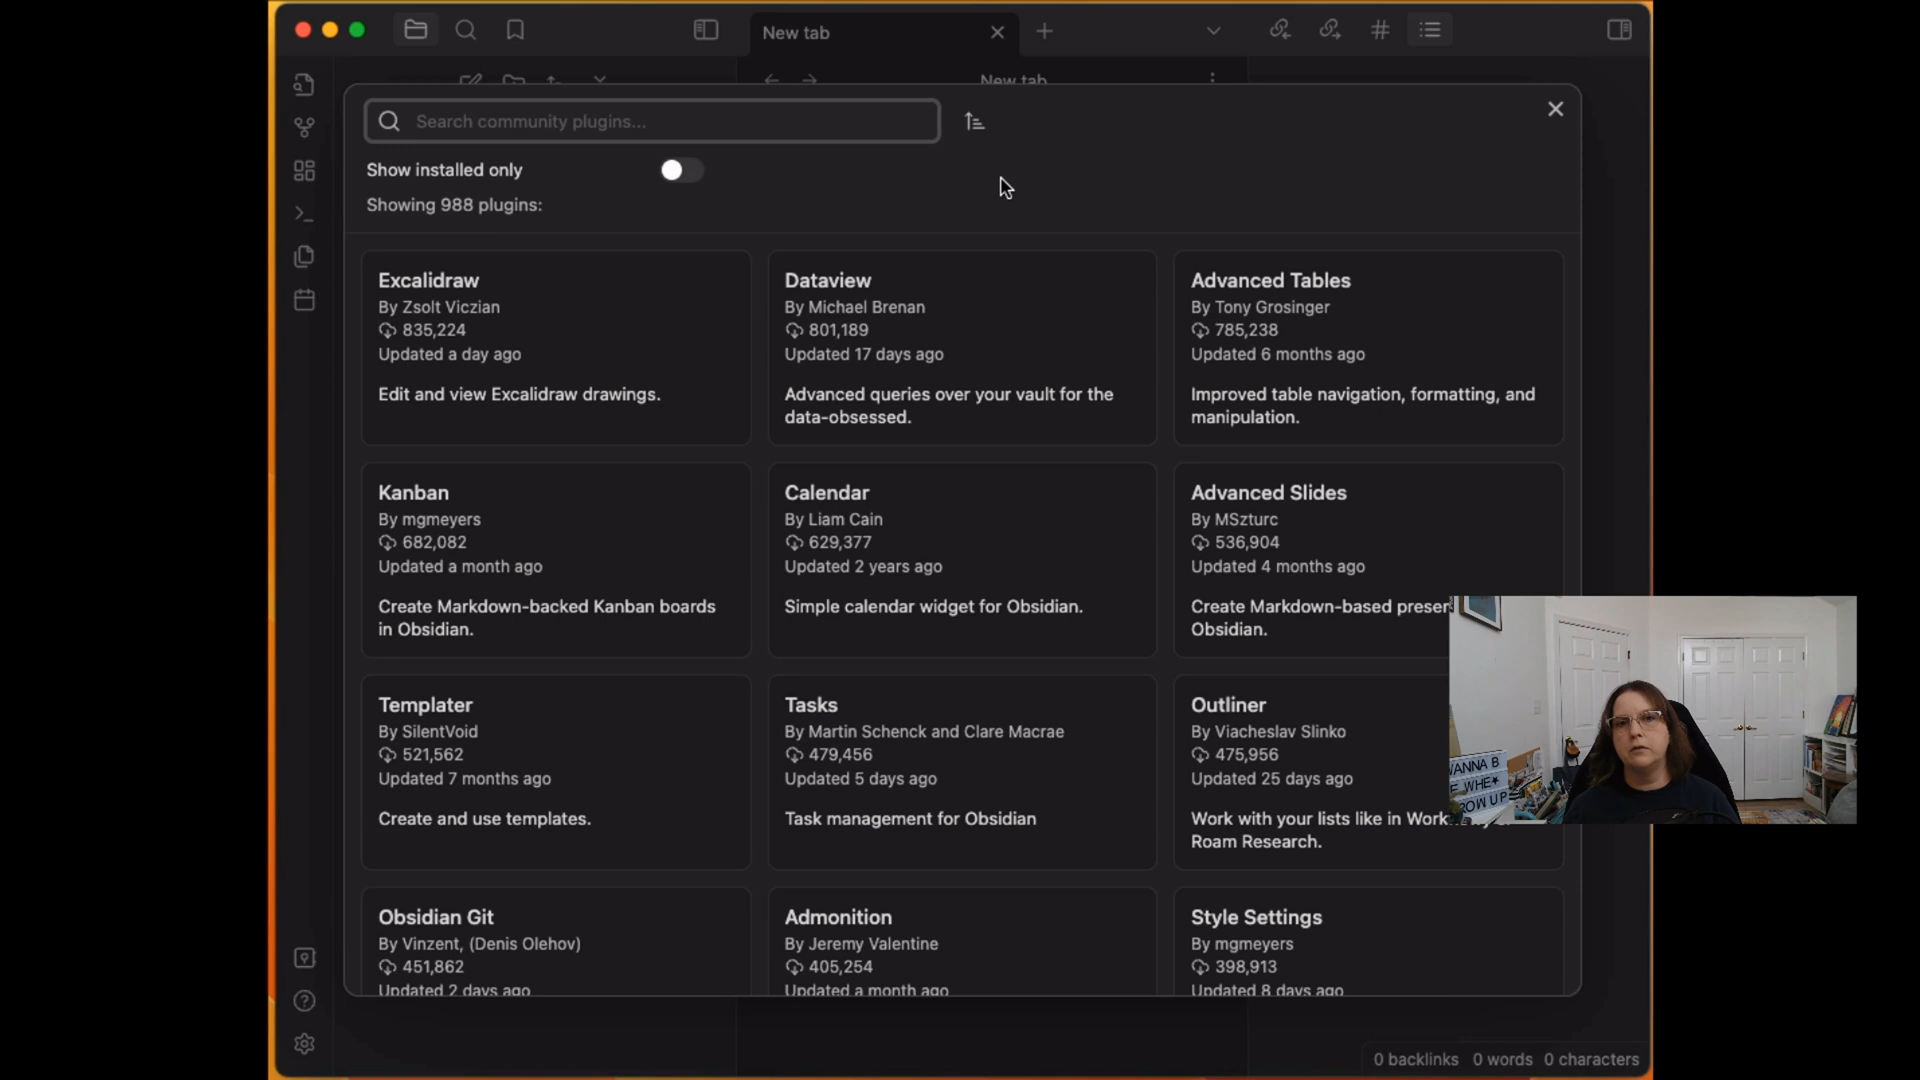 New tab
New tab
Search community plugins...
Show installed only
Showing 988 plugins:
Excalidraw
By Zsolt Viczian
835,224
Updated a day ago
Edit and view Excalidraw drawings.
Dataview
By Michael Brenan
801,189
Updated 17 days ago
Advanced queries over your vault for the
data-obsessed.
Advanced Tables
By Tony Grosinger
785,238
Updated 6 months ago
Improved table navigation, formatting, and
manipulation.
Kanban
By mgmeyers
682,082
Updated a month ago
Create Markdown-backed Kanban boards
in Obsidian.
Calendar
By Liam Cain
629,377
Updated 2 years ago
Simple calendar widget for Obsidian.
Advanced Slides
By MSzturc
536,904
Updated 4 months ago
Create Markdown-based presen
Obsidian.
Templater
By SilentVoid
521,562
Updated 7 months ago
Create and use templates.
Tasks
By Martin Schenck and Clare Macrae
479,456
Updated 5 days ago
Task management for Obsidian
Outliner
By Viacheslav Slinko
475,956
Updated 25 days ago
Work with your lists like in Work
Roam Research.
Obsidian Git
By Vinzent, (Denis Olehov)
451,862
Updated 2 days ago
Admonition
By Jeremy Valentine
405,254
Updated a month ago
Style Settings
By mgmeyers
398,913
Updated 8 days ago
WANNA B
E WHE
ROW UP
0 backlinks 0 words 0 characters